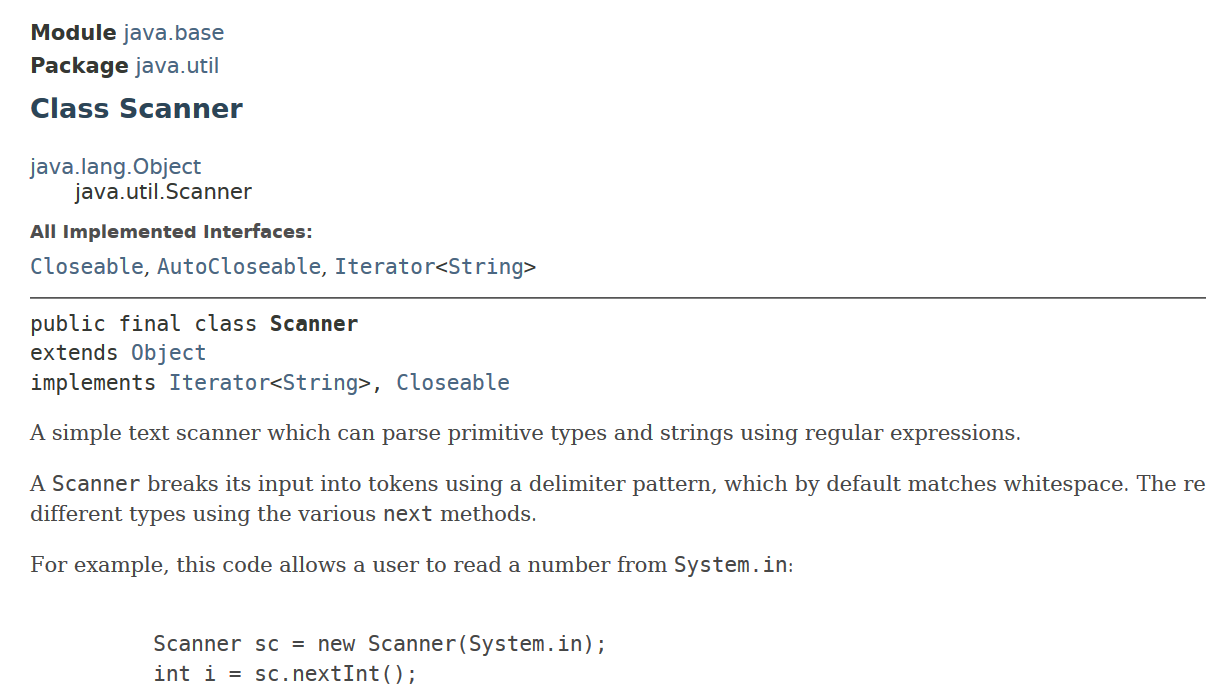 Module java.base
Package java.util
Class Scanner
java.lang.Object
java.util.Scanner
All Implemented Interfaces:
Closeable, AutoCloseable, Iterator<String>
public final class Scanner
extends Object
implements Iterator<String>, Closeable
A simple text scanner which can parse primitive types and strings using regular expressions.
A Scanner breaks its input into tokens using a delimiter pattern, which by default matches whitespace. The re
different types using the various next methods.
For example, this code allows a user to read a number from System.in:
Scanner sc = new Scanner(System.in);
int i = sc.nextInt();